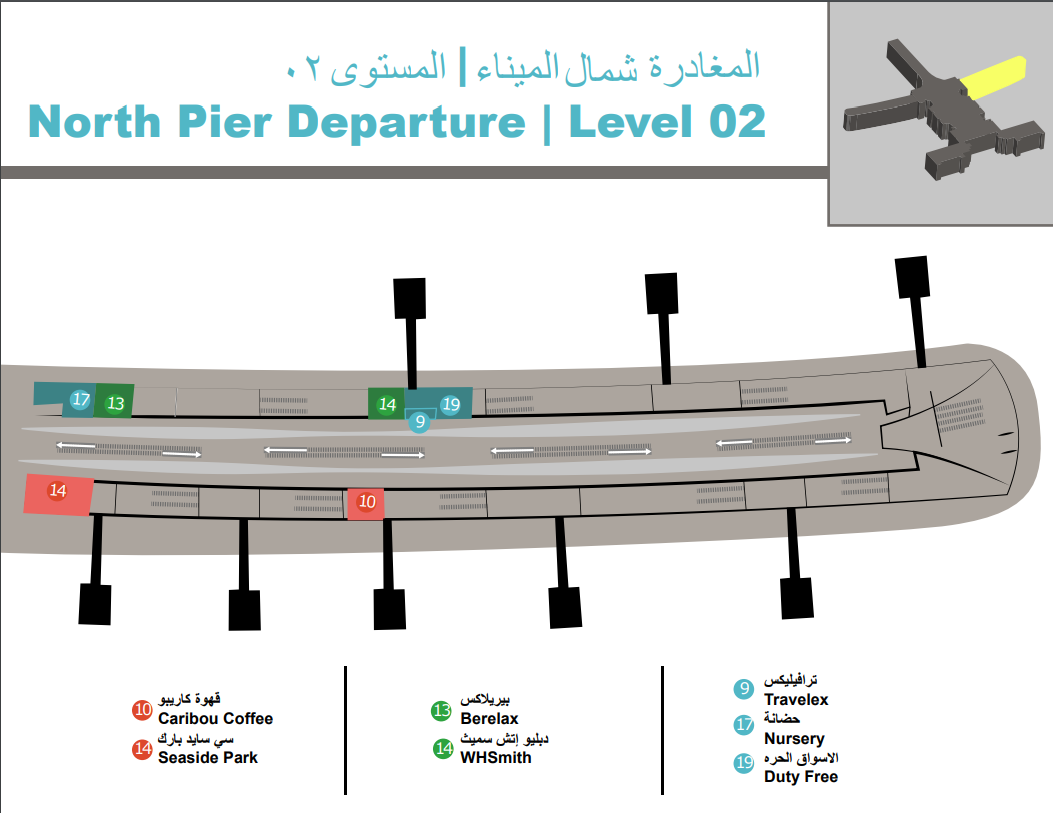 المغادرة شمال الميناء | المستوى ٠٢
North Pier Departure | Level 02
17
13
14
19
9
14
10
10
قهوة كاريبو
Caribou Coffee
14
سي سايد بارك
Seaside Park
13
بيريلاكس
Berelax
14
دبليو إتش سميث
WHSmith
9
ترافيليكس
Travelex
17
حضانة
Nursery
19
الاسواق الحره
Duty Free